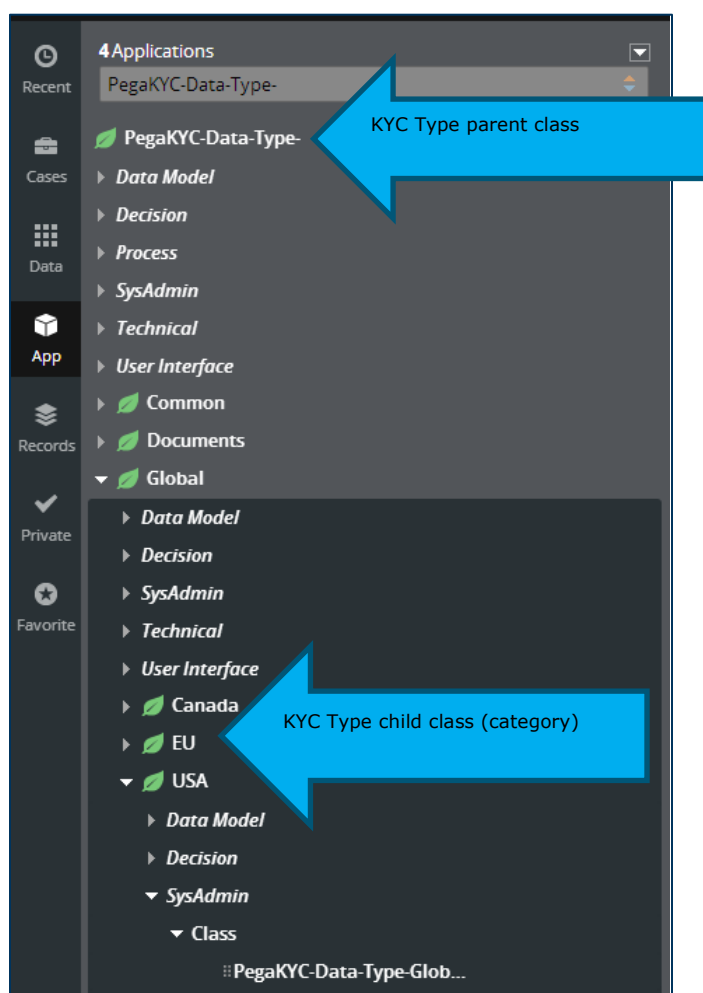 4 Applications
PegaKYC-Data-Type-
KYC Type parent class
PegaKYC-Data-Type-
Recent
Cases
Data
App
Records
Private
Favorite
Data Model
Decision
Process
SysAdmin
Technical
User Interface
Common
Documents
Global
Data Model
Decision
SysAdmin
Technical
User Interface
Canada
KYC Type child class (category)
EU
USA
Data Model
Decision
SysAdmin
Class
PegaKYC-Data-Type-Glob...